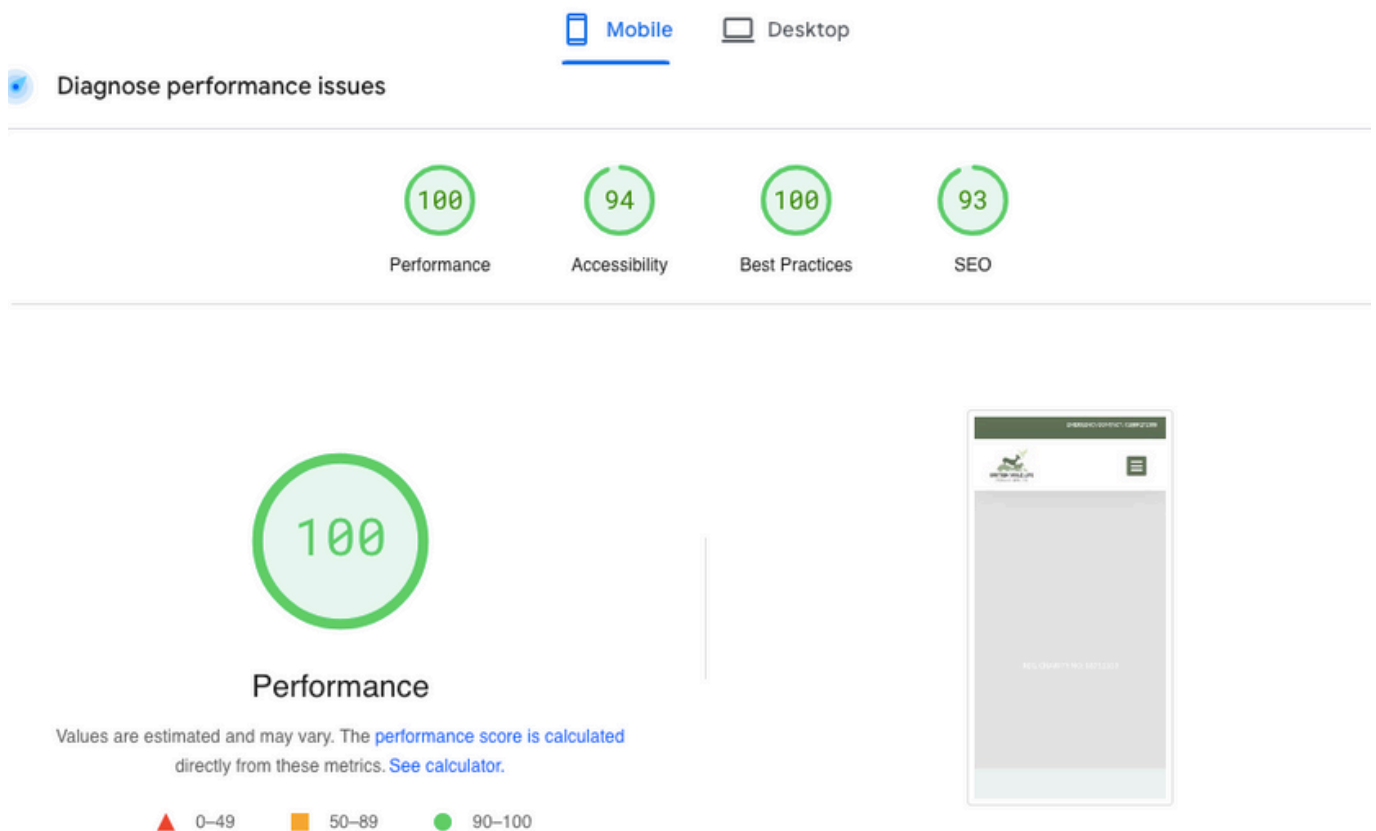 Mobile Desktop
Diagnose performance issues
100 94 100 93
Performance Accessibility Best Practices SEO
100
Performance
Values are estimated and may vary. The performance score is calculated
directly from these metrics. See calculator.
0–49 50–89 90–100